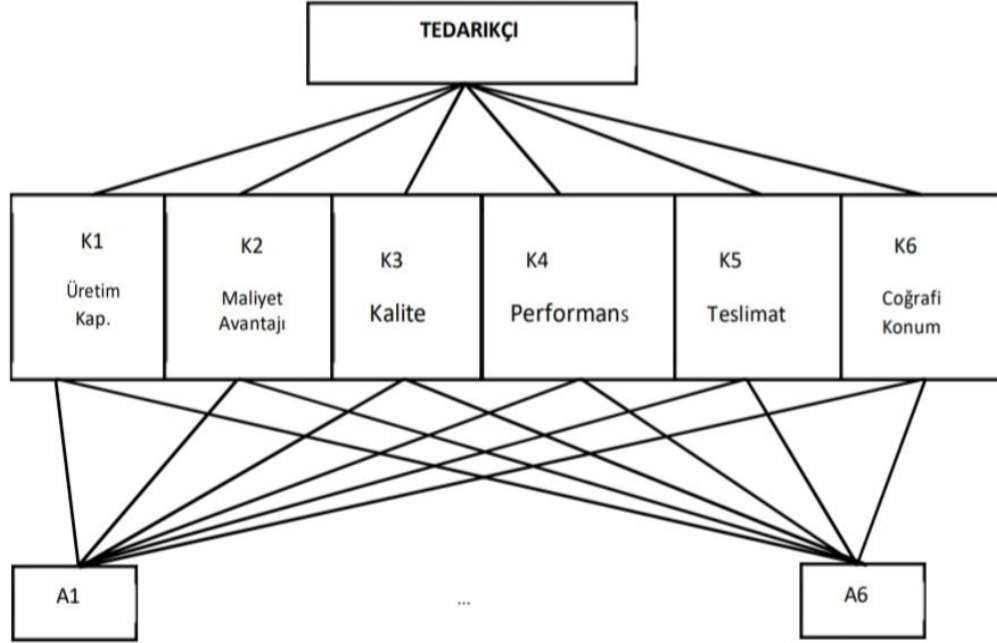 TEDARIKÇI
K1
Üretim
Kap.
K2
Maliyet
Avantajı
K3
Kalite
K4
Performans
K5
Teslimat
K6
Coğrafi
Konum
A1
...
A6